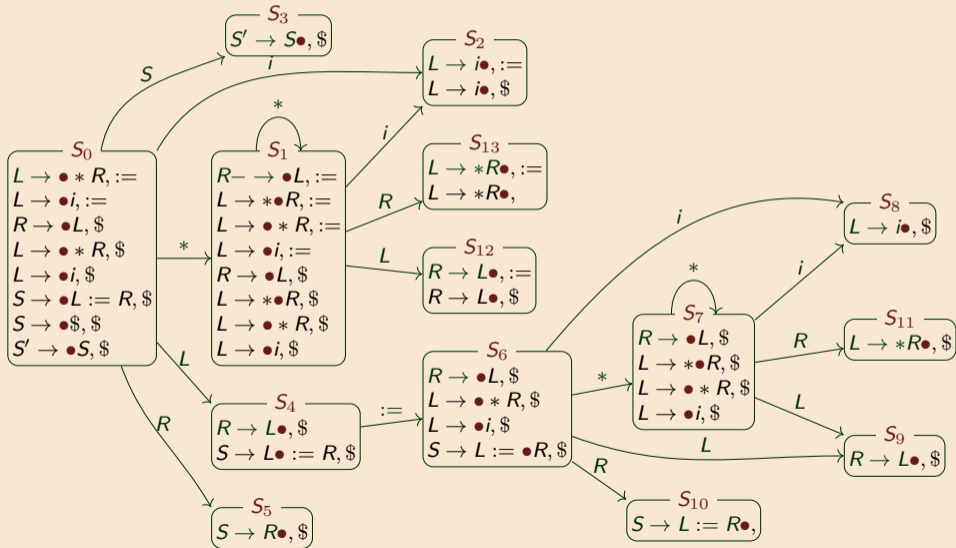 S₃
S′ → S●, $
S
i
S₂
L → i●, :=
L → i●, $
S₀
L → ● * R, :=
L → ●i, :=
R → ●L, $
L → ● * R, $
L → ●i, $
S → ●L := R, $
S → ●$, $
S′ → ●S, $
*
*
S₁
R− → ●L, :=
L → *●R, :=
L → ● * R, :=
L → ●i, :=
R → ●L, $
L → *●R, $
L → ● * R, $
L → ●i, $
i
R
L
S₁₃
L → *R●, :=
L → *R●,
S₁₂
R → L●, :=
R → L●, $
L
R
S₄
R → L●, $
S → L● := R, $
:=
S₅
S → R●, $
S₆
R → ●L, $
L → ● * R, $
L → ●i, $
S → L := ●R, $
i
*
L
R
*
S₇
R → ●L, $
L → *●R, $
L → ● * R, $
L → ●i, $
i
R
L
S₈
L → i●, $
S₁₁
L → *R●, $
S₉
R → L●, $
S₁₀
S → L := R●,